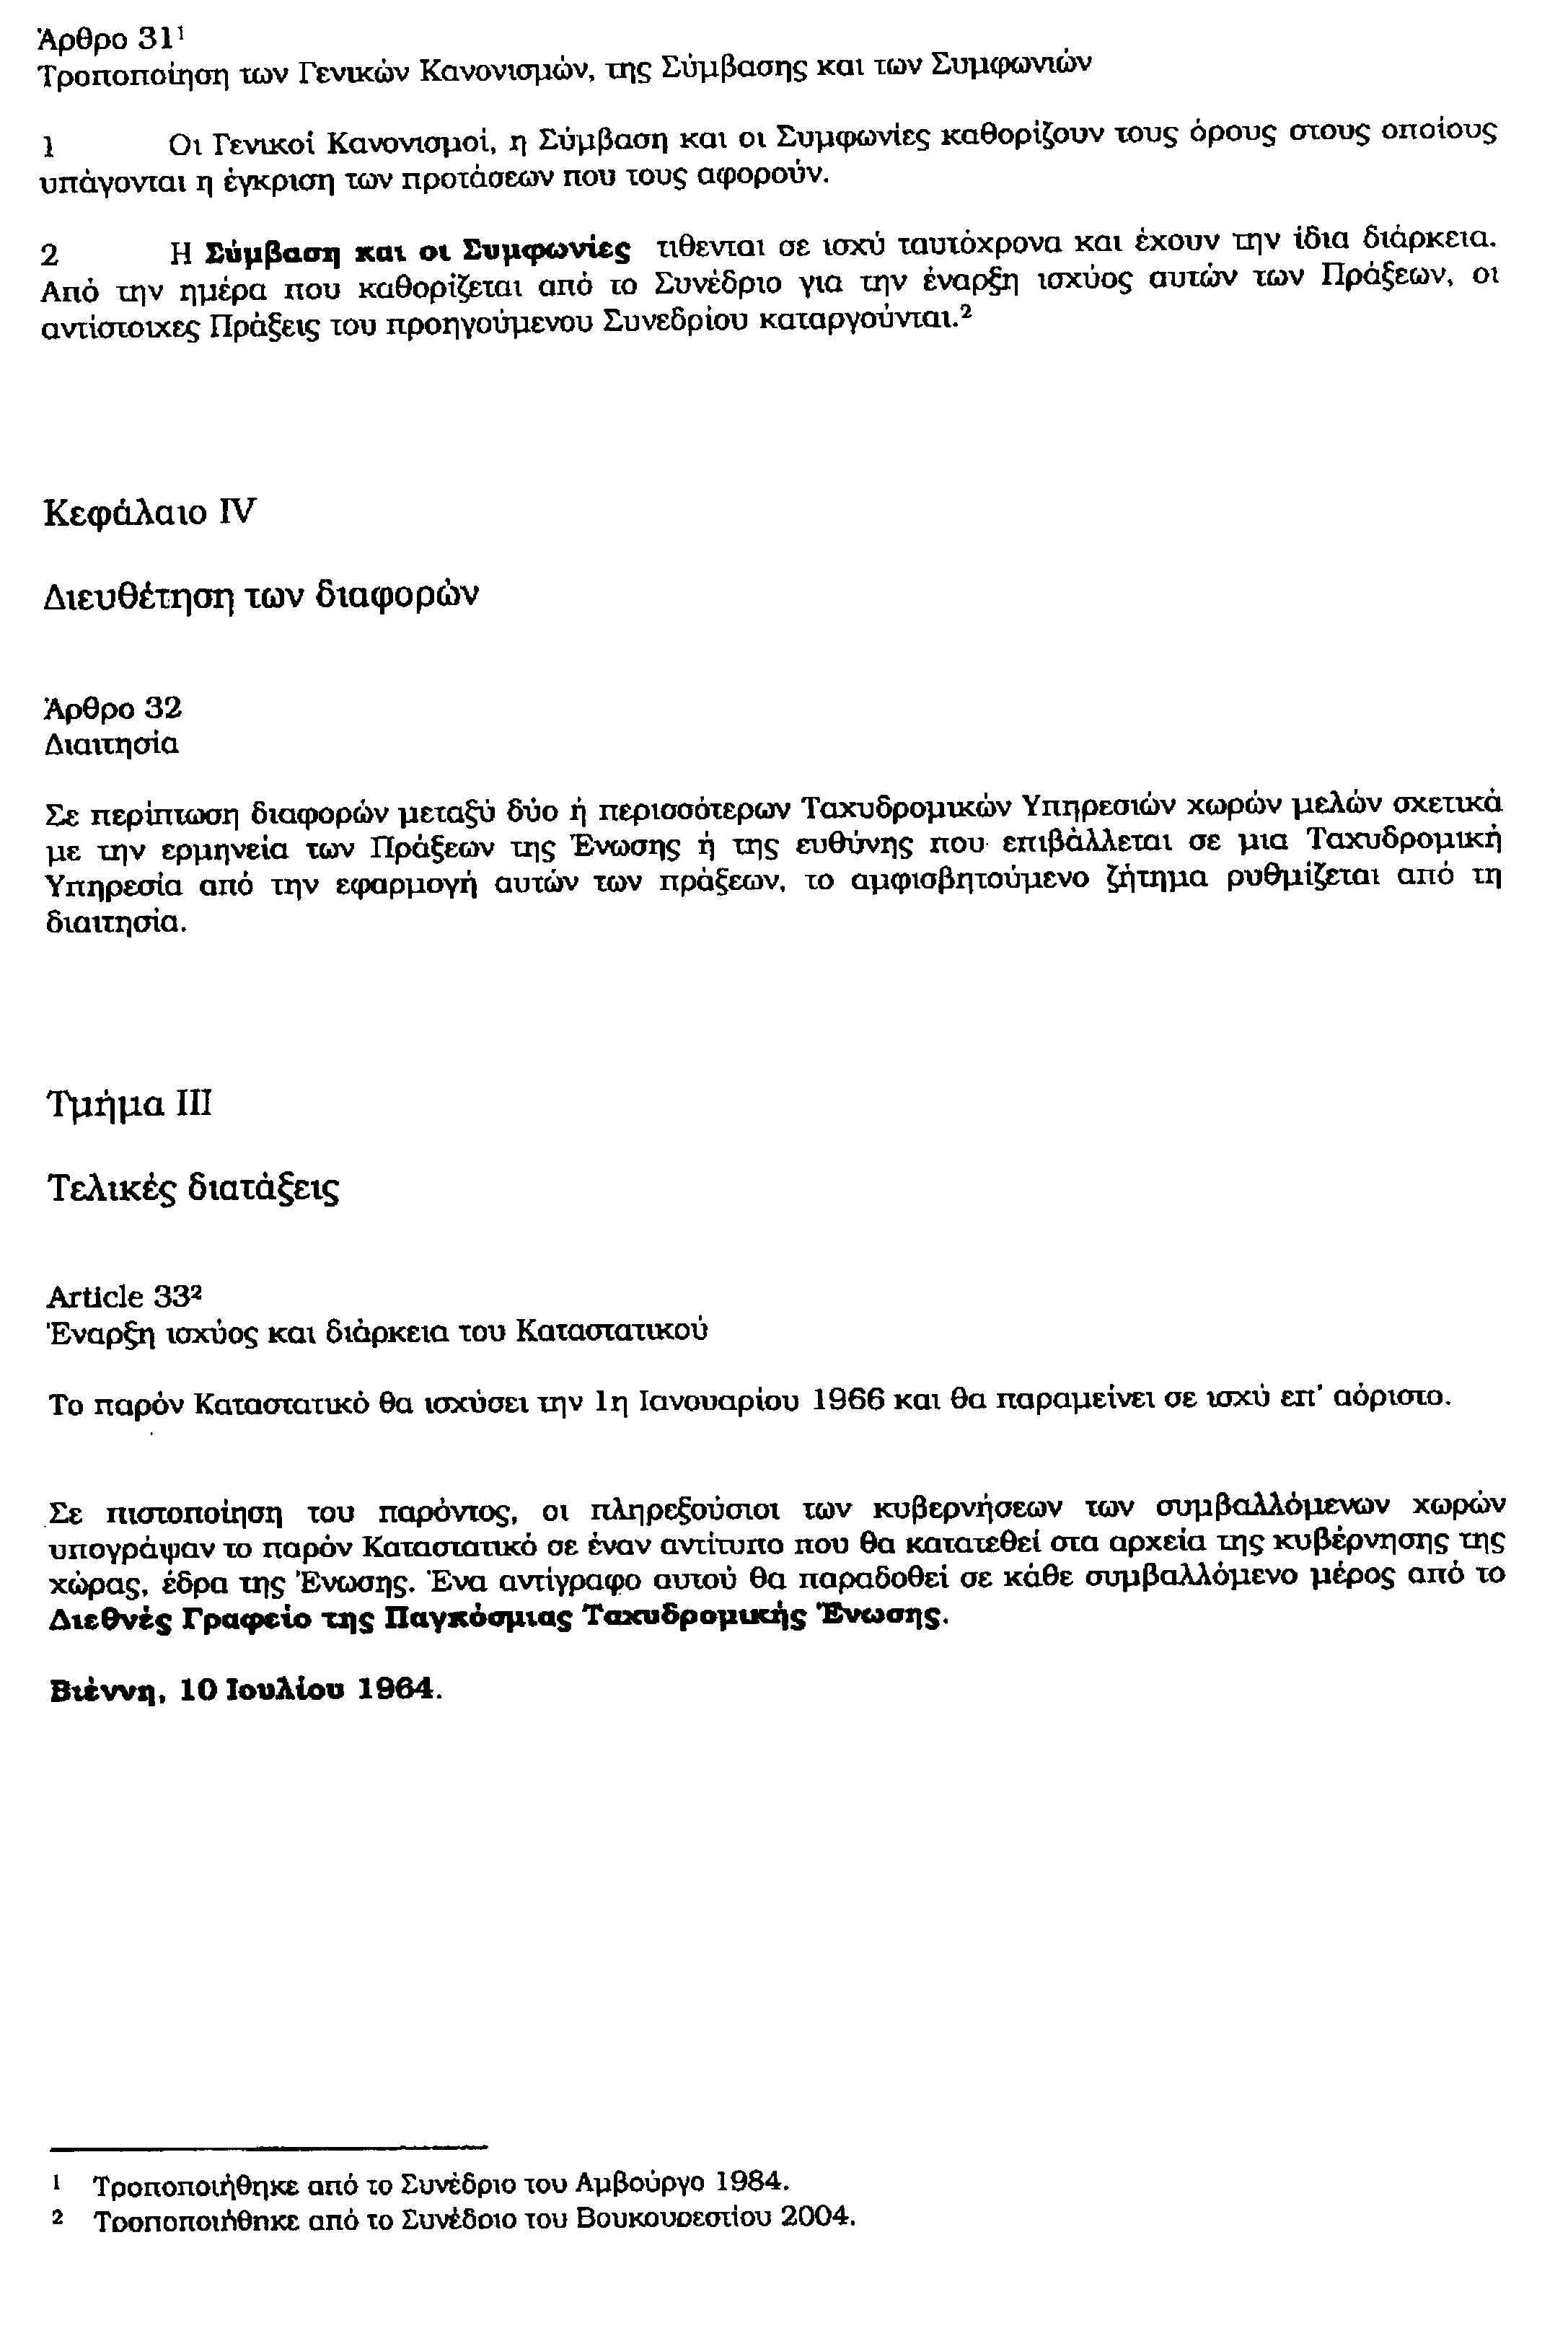 Άρθρο 31¹
Τροποποίηση των Γενικών Κανονισμών, της Σύμβασης και των Συμφωνιών
1 Οι Γενικοί Κανονισμοί, η Σύμβαση και οι Συμφωνίες καθορίζουν τους όρους στους οποίους
υπάγονται η έγκριση των προτάσεων που τους αφορούν.
2 Η Σύμβαση και οι Συμφωνίες τιθενται σε ισχύ ταυτόχρονα και έχουν την ίδια διάρκεια.
Από την ημέρα που καθορίζεται από το Συνέδριο για την έναρξη ισχύος αυτών των Πράξεων, οι
αντίστοιχες Πράξεις του προηγούμενου Συνεδρίου καταργούνται.²
Κεφάλαιο IV
Διευθέτηση των διαφορών
Άρθρο 32
Διαιτησία
Σε περίπτωση διαφορών μεταξύ δύο ή περισσότερων Ταχυδρομικών Υπηρεσιών χωρών μελών σχετικά
με την ερμηνεία των Πράξεων της Ένωσης ή της ευθύνης που επιβάλλεται σε μια Ταχυδρομική
Υπηρεσία από την εφαρμογή αυτών των πράξεων, το αμφισβητούμενο ζήτημα ρυθμίζεται από τη
διαιτησία.
Τμήμα III
Τελικές διατάξεις
Article 33²
Έναρξη ισχύος και διάρκεια του Καταστατικού
Το παρόν Καταστατικό θα ισχύσει την 1η Ιανουαρίου 1966 και θα παραμείνει σε ισχύ επ' αόριστο.
Σε πιστοποίηση του παρόντος, οι πληρεξούσιοι των κυβερνήσεων των συμβαλλόμενων χωρών
υπογράψαν το παρόν Καταστατικό σε έναν αντίτυπο που θα κατατεθεί στα αρχεία της κυβέρνησης της
χώρας, έδρα της Ένωσης. Ένα αντίγραφο αυτού θα παραδοθεί σε κάθε συμβαλλόμενο μέρος από το
Διεθνές Γραφείο της Παγκόσμιας Ταχυδρομικής Ένωσης.
Βιέννη, 10 Ιουλίου 1964.
¹ Τροποποιήθηκε από το Συνέδριο του Αμβούργο 1984.
² Τροποποιήθηκε από το Συνέδριο του Βουκουρεστίου 2004.